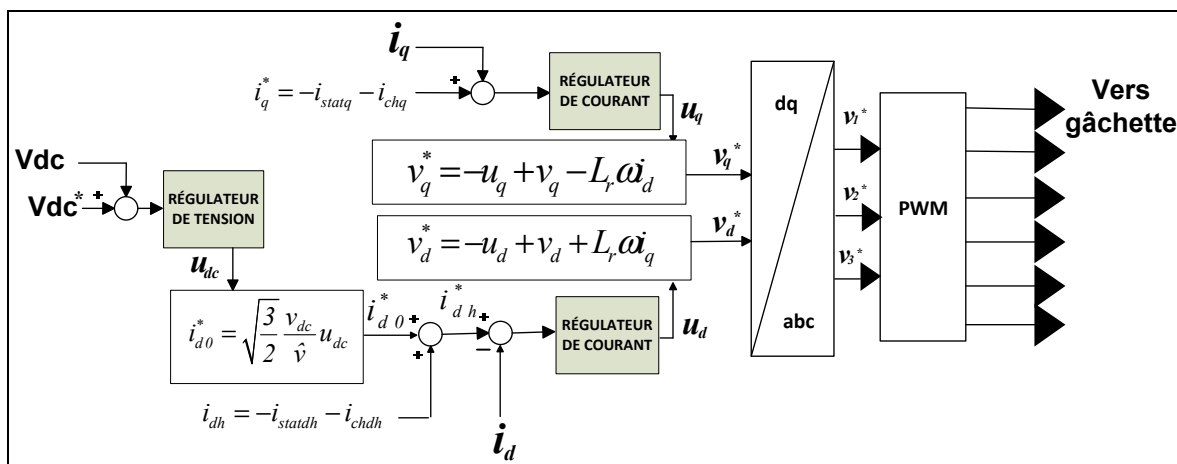 i_q
i_q^* = -i_statq - i_chq
+
RÉGULATEUR
DE COURANT
u_q
dq
v_1*
v_2*
v_3*
PWM
Vers
gâchette
v_q^* = -u_q + v_q - L_r ωi_d
v_q*
Vdc
Vdc*
+
RÉGULATEUR
DE TENSION
u_dc
v_d^* = -u_d + v_d + L_r ωi_q
v_d*
i_d0^* = √(3/2) v_dc/v̂ u_dc
i_d0^*
+
+
i_dh^*
+
−
RÉGULATEUR
DE COURANT
u_d
abc
i_dh = -i_statdh - i_chdh
i_d